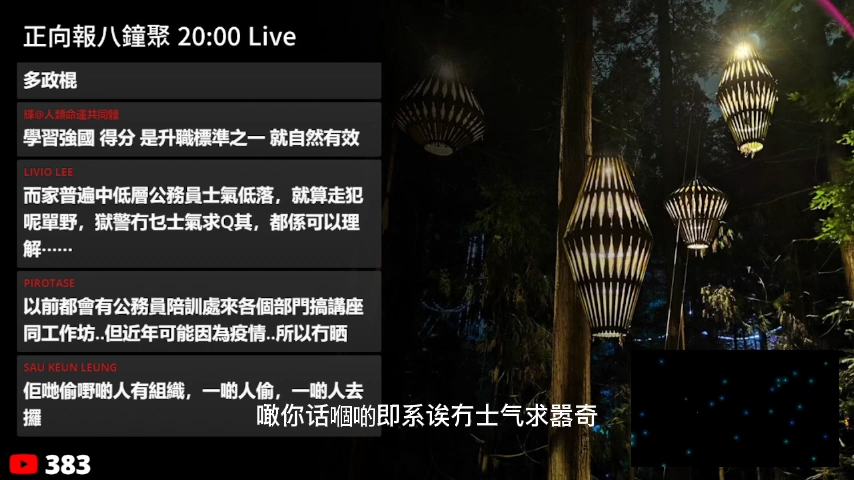 正向報八鐘聚 20:00 Live
多政棍
輝@人類命運共同體
學習強國 得分 是升職標準之一 就自然有效
LIVIO LEE
而家普遍中低層公務員士氣低落，就算走犯
呢單野，獄警冇乜士氣求Q其，都係可以理
解⋯⋯
PIROTASE
以前都會有公務員陪訓處來各個部門搞講座
同工作坊..但近年可能因為疫情..所以冇晒
SAU KEUN LEUNG
佢哋偷嘢啲人有組織，一啲人偷，一啲人去
攞
噉你话嗰啲即系诶冇士气求嚣奇
383